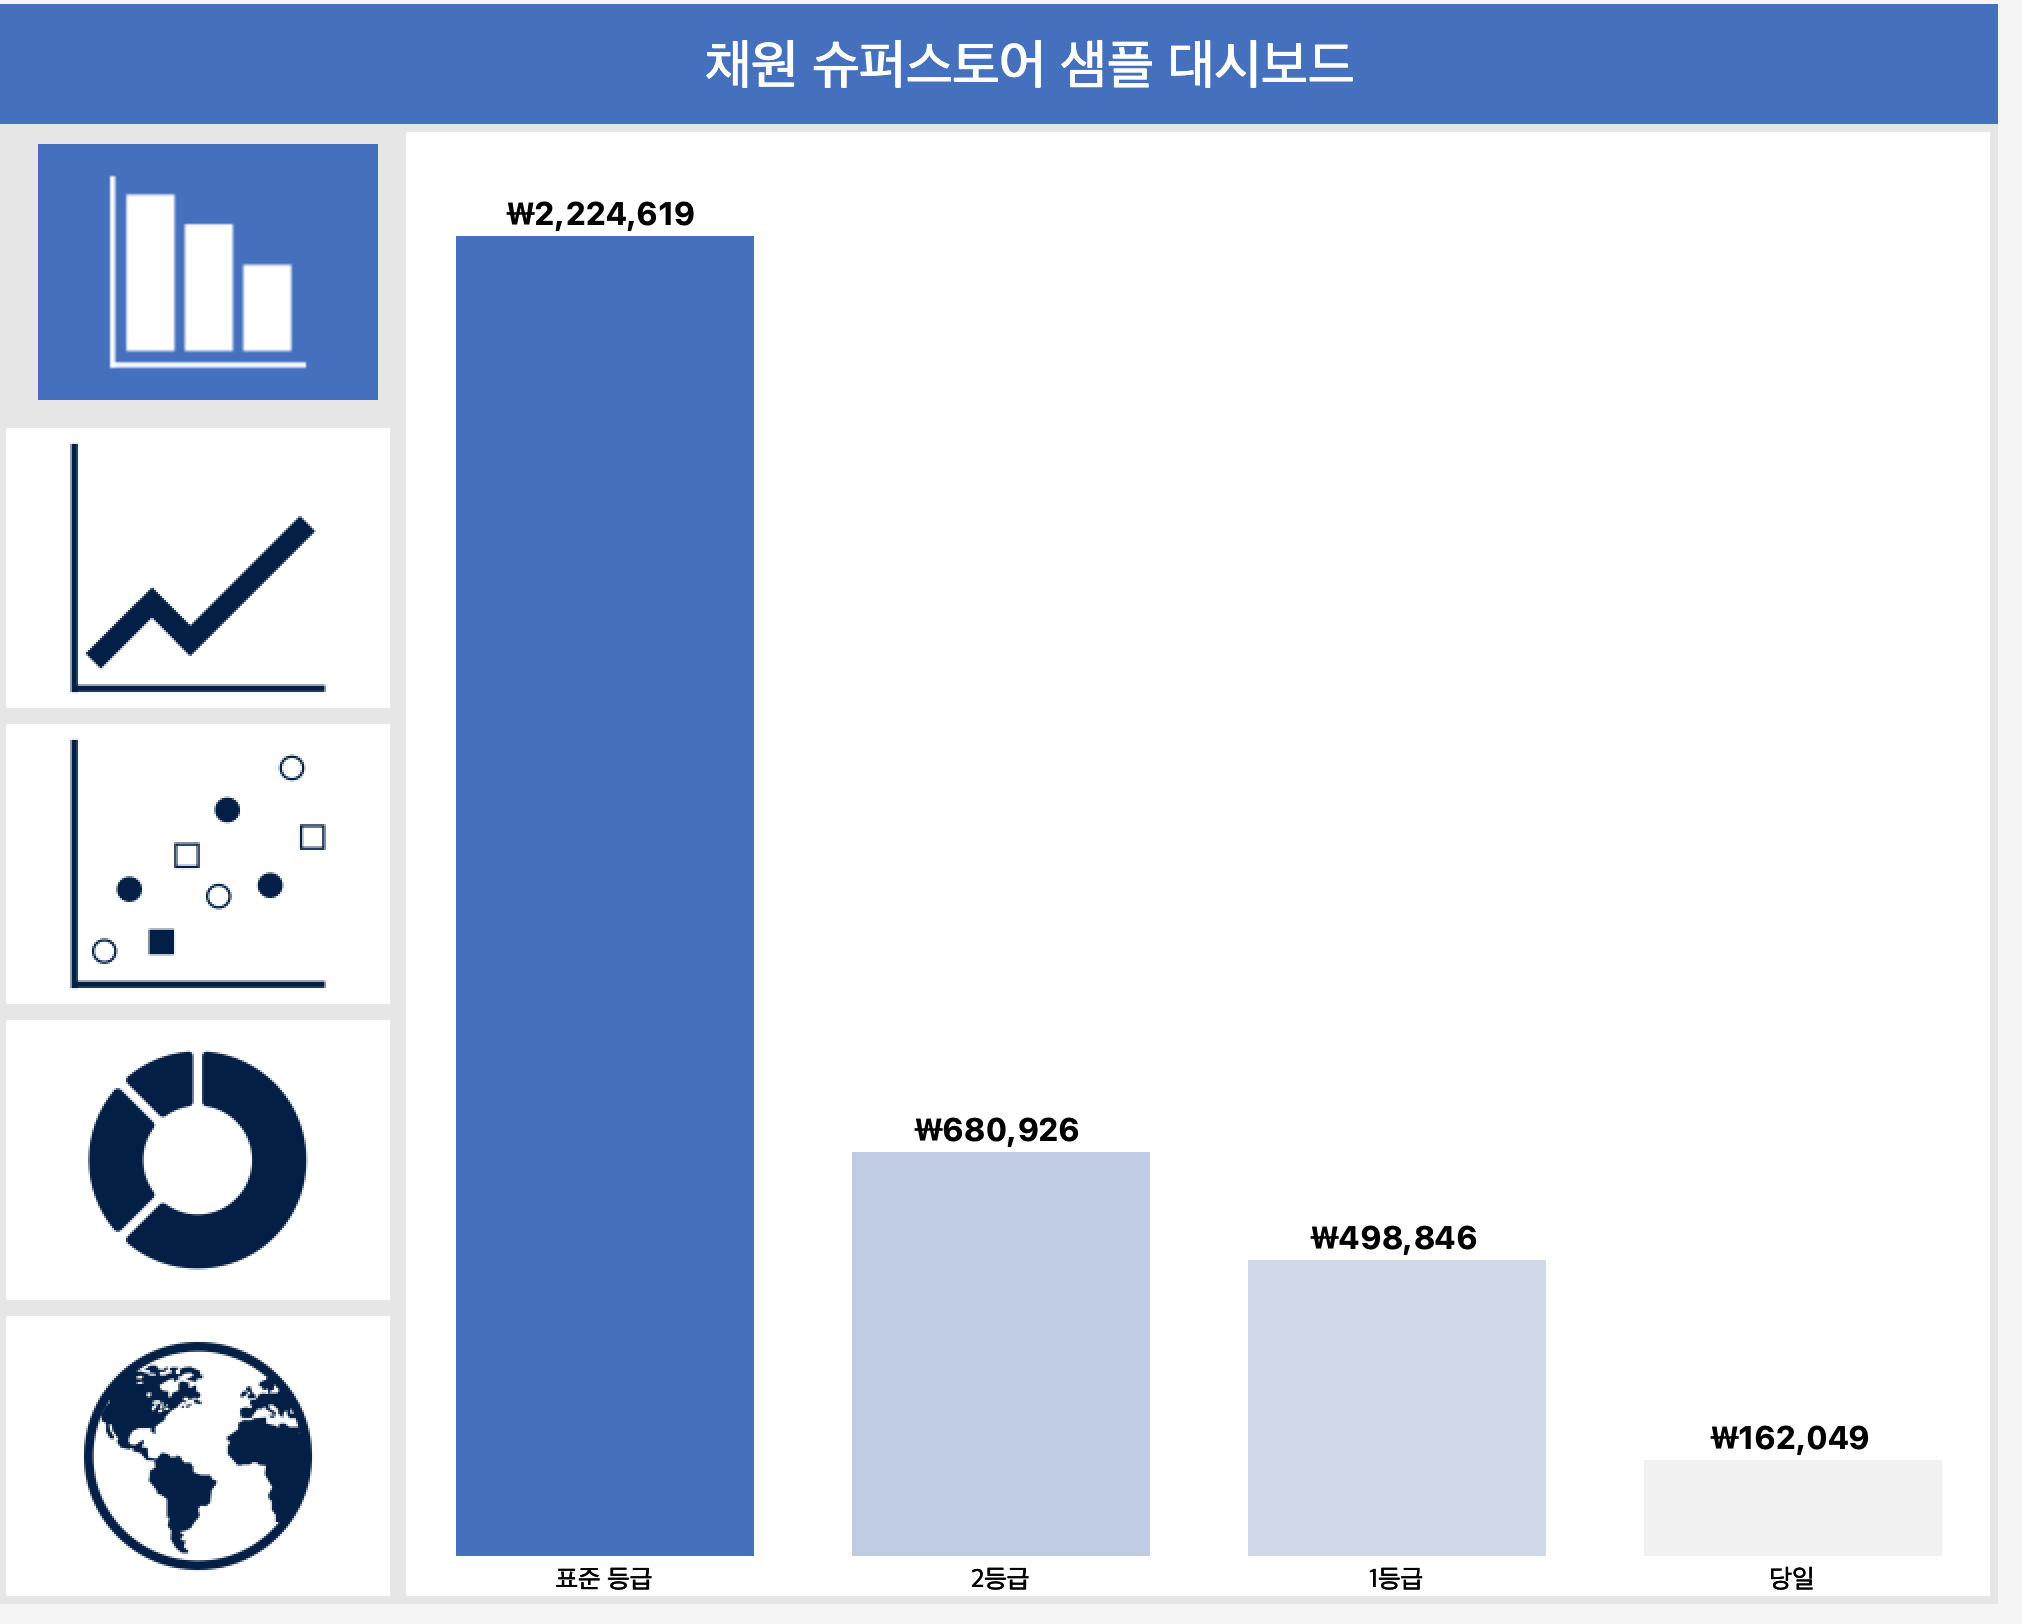 채원 슈퍼스토어 샘플 대시보드
₩2,224,619
₩680,926
₩498,846
₩162,049
표준 등급
2등급
1등급
당일